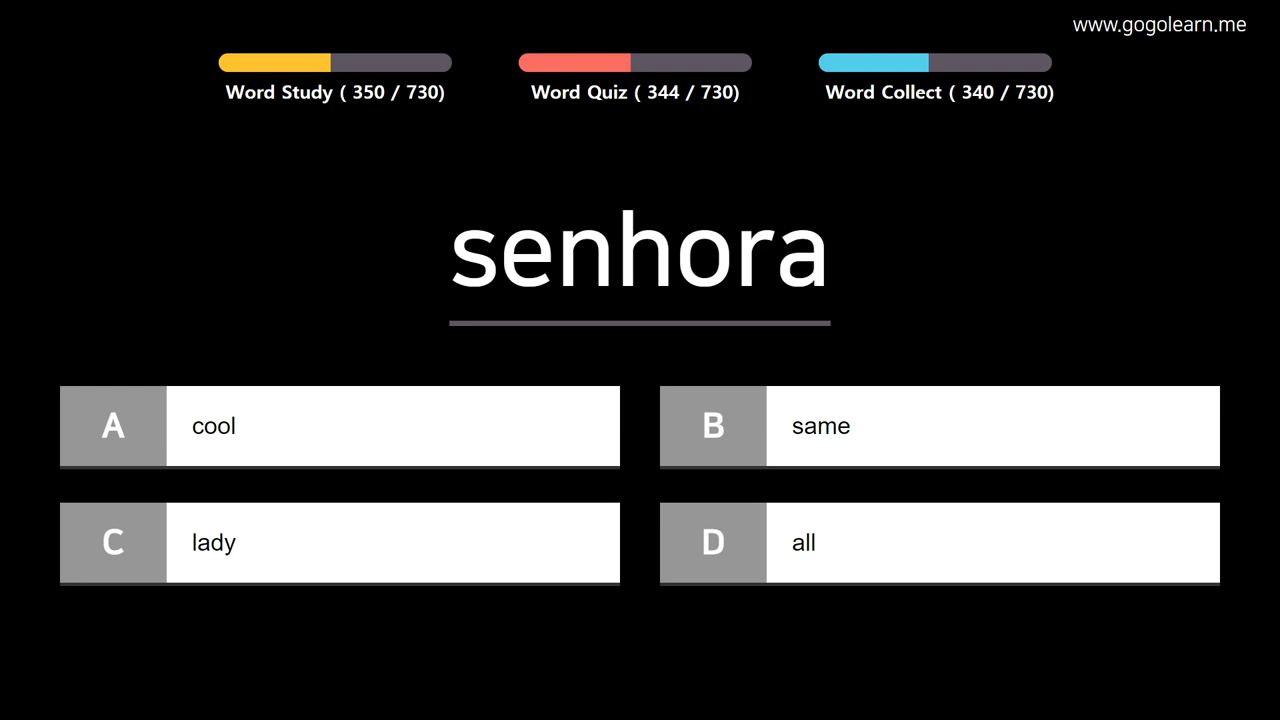 www.gogolearn.me
Word Study ( 350 / 730)
Word Quiz ( 344 / 730)
Word Collect ( 340 / 730)
senhora
A cool
B same
C lady
D all